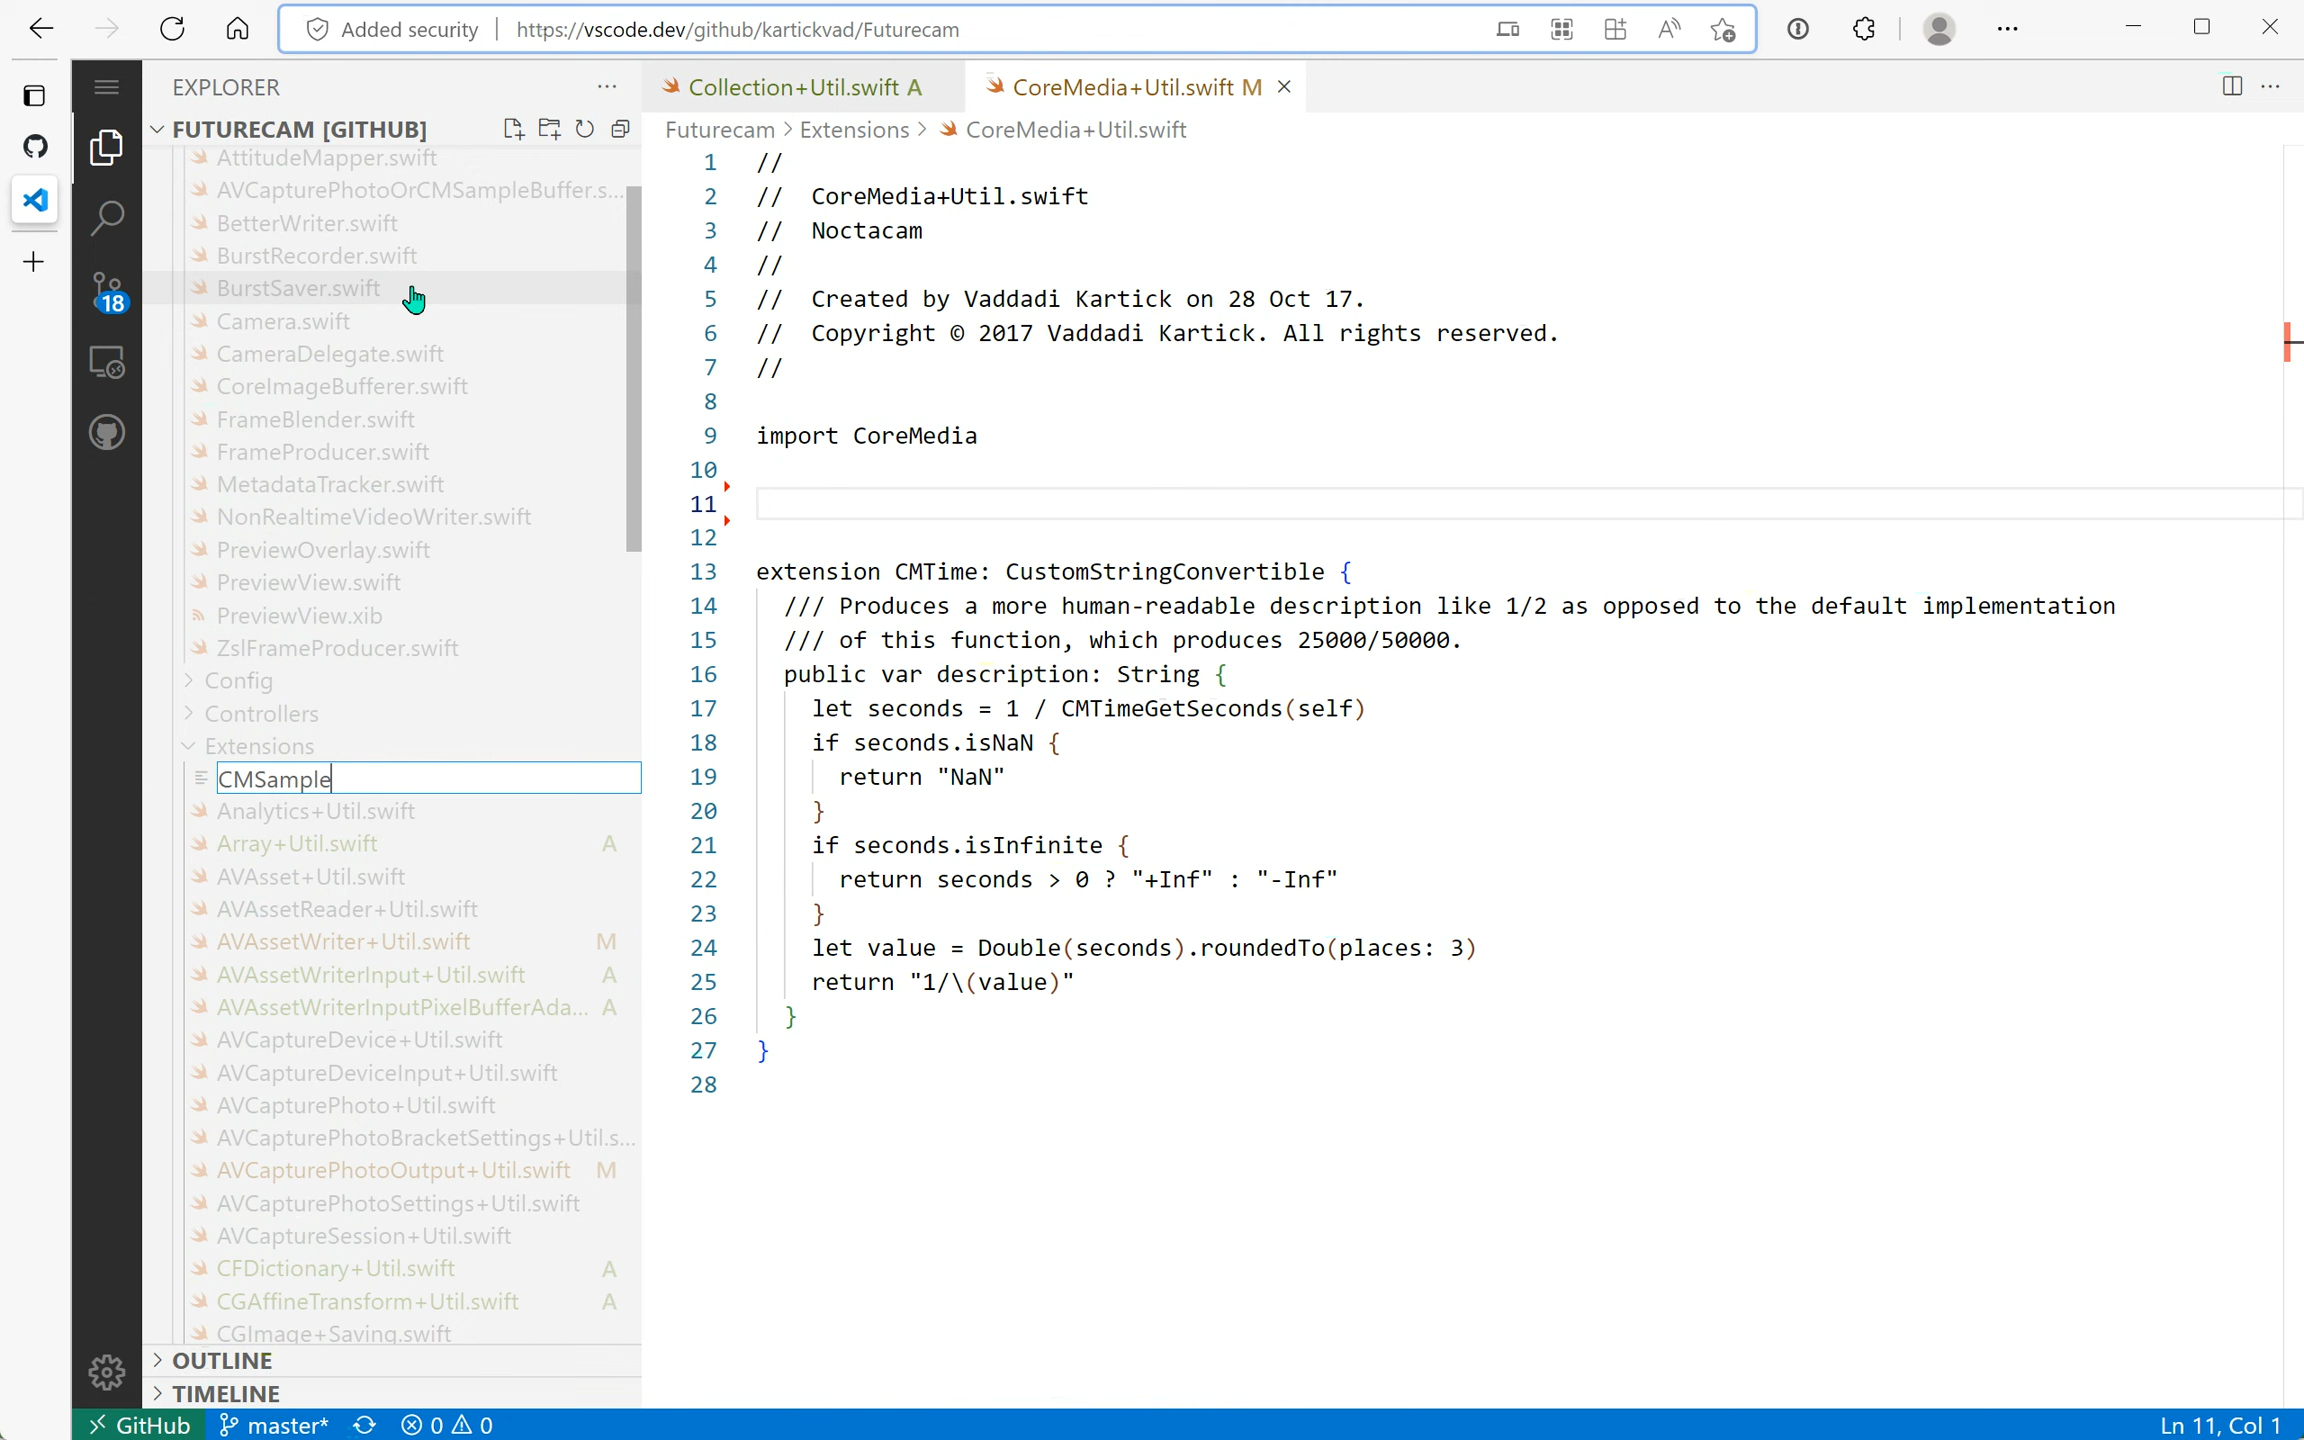 Added security
https://vscode.dev/github/kartickvad/Futurecam
EXPLORER
FUTURECAM [GITHUB]
AttitudeMapper.swift
AVCapturePhotoOrCMSampleBuffer.s...
BetterWriter.swift
BurstRecorder.swift
BurstSaver.swift
Camera.swift
CameraDelegate.swift
CoreImageBufferer.swift
FrameBlender.swift
FrameProducer.swift
MetadataTracker.swift
NonRealtimeVideoWriter.swift
PreviewOverlay.swift
PreviewView.swift
PreviewView.xib
ZslFrameProducer.swift
Config
Controllers
Extensions
CMSample
Analytics+Util.swift
Array+Util.swift A
AVAsset+Util.swift
AVAssetReader+Util.swift
AVAssetWriter+Util.swift M
AVAssetWriterInput+Util.swift A
AVAssetWriterInputPixelBufferAda... A
AVCaptureDevice+Util.swift
AVCaptureDeviceInput+Util.swift
AVCapturePhoto+Util.swift
AVCapturePhotoBracketSettings+Util.s...
AVCapturePhotoOutput+Util.swift M
AVCapturePhotoSettings+Util.swift
AVCaptureSession+Util.swift
CFDictionary+Util.swift A
CGAffineTransform+Util.swift A
CGImage+Saving.swift
OUTLINE
TIMELINE
18
Collection+Util.swift A
CoreMedia+Util.swift M
Futurecam > Extensions > CoreMedia+Util.swift
1 //
2 //  CoreMedia+Util.swift
3 //  Noctacam
4 //
5 //  Created by Vaddadi Kartick on 28 Oct 17.
6 //  Copyright © 2017 Vaddadi Kartick. All rights reserved.
7 //
8
9 import CoreMedia
10
11
12
13 extension CMTime: CustomStringConvertible {
14   /// Produces a more human-readable description like 1/2 as opposed to the default implementation
15   /// of this function, which produces 25000/50000.
16   public var description: String {
17     let seconds = 1 / CMTimeGetSeconds(self)
18     if seconds.isNaN {
19       return "NaN"
20     }
21     if seconds.isInfinite {
22       return seconds > 0 ? "+Inf" : "-Inf"
23     }
24     let value = Double(seconds).roundedTo(places: 3)
25     return "1/\(value)"
26   }
27 }
28
GitHub
master*
0
0
Ln 11, Col 1